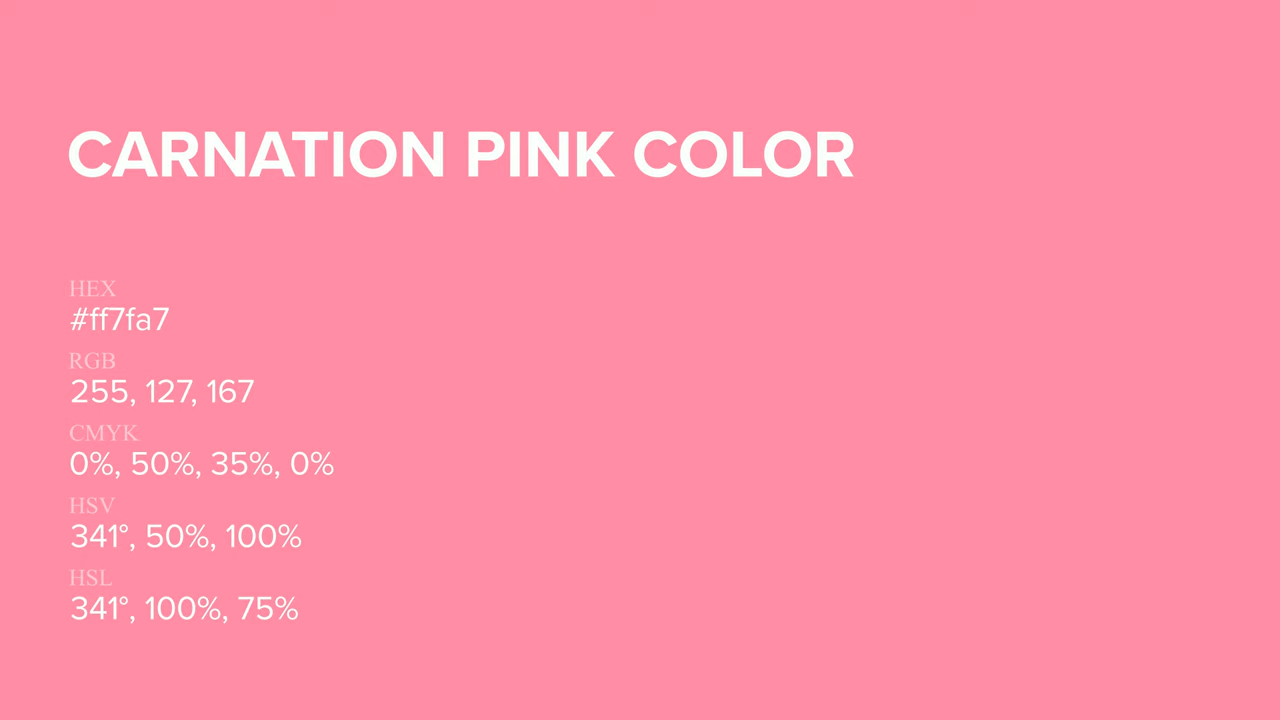 CARNATION PINK COLOR
HEX
#ff7fa7
RGB
255, 127, 167
CMYK
0%, 50%, 35%, 0%
HSV
341°, 50%, 100%
HSL
341°, 100%, 75%